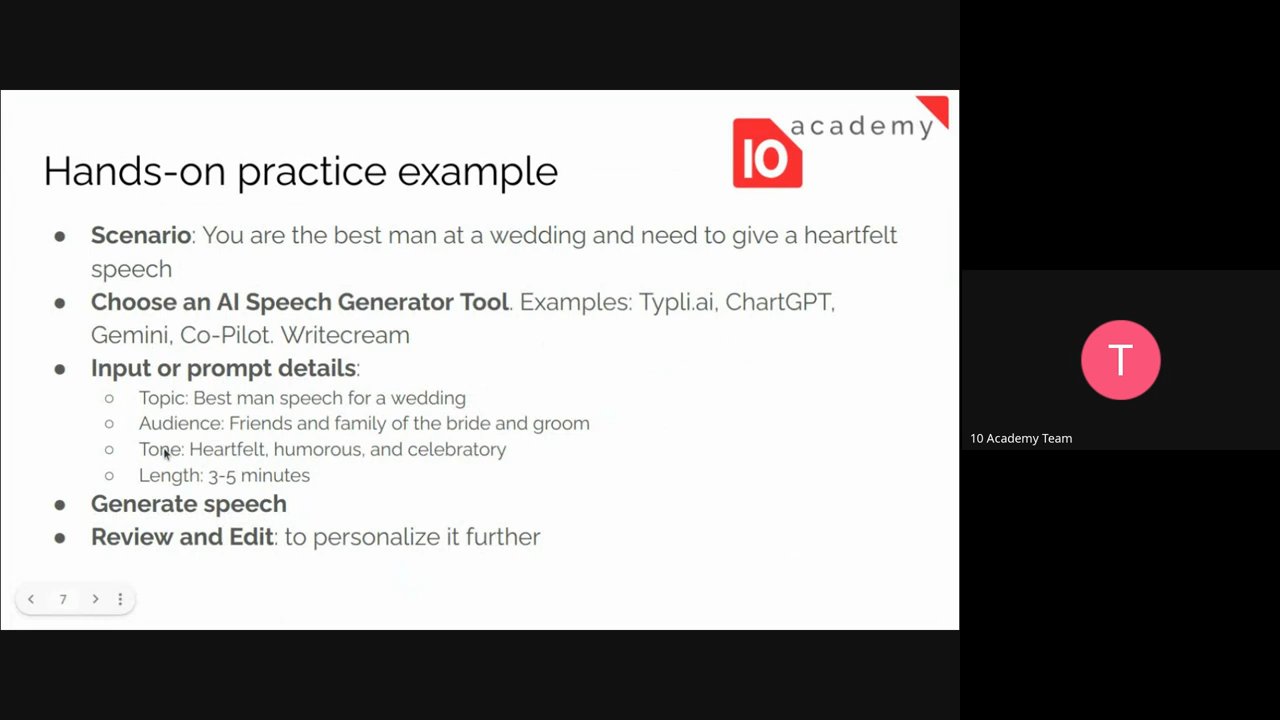 10 academy
Hands-on practice example
● Scenario: You are the best man at a wedding and need to give a heartfelt
speech
● Choose an AI Speech Generator Tool. Examples: Typli.ai, ChartGPT,
Gemini, Co-Pilot. Writecream
● Input or prompt details:
○ Topic: Best man speech for a wedding
○ Audience: Friends and family of the bride and groom
○ Tone: Heartfelt, humorous, and celebratory
○ Length: 3-5 minutes
● Generate speech
● Review and Edit: to personalize it further
7
T
10 Academy Team